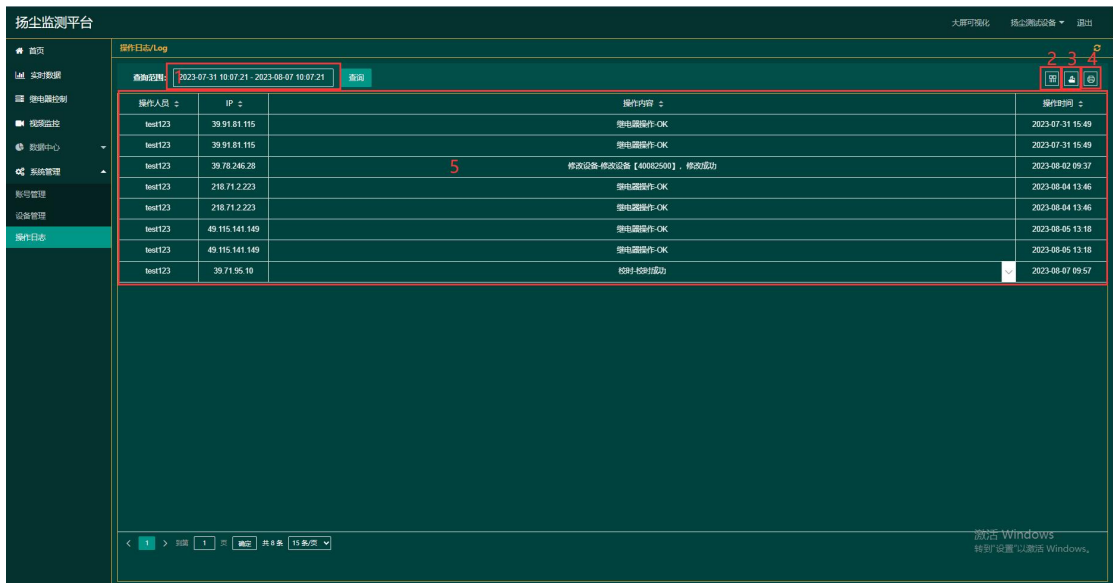 扬尘监测平台
大屏可视化 扬尘测试设备 退出
首页
实时数据
继电器控制
视频监控
数据中心
系统管理
账号管理
设备管理
操作日志
操作日志/Log
2 3 4
查询范围: 1 2023-07-31 10:07:21 - 2023-08-07 10:07:21 查询
操作人员 IP 操作内容 操作时间
test123 39.91.81.115 继电器操作-OK 2023-07-31 15:49
test123 39.91.81.115 继电器操作-OK 2023-07-31 15:49
test123 39.78.246.28 5 修改设备-修改设备【40082500】, 修改成功 2023-08-02 09:37
test123 218.71.2.223 继电器操作-OK 2023-08-04 13:46
test123 218.71.2.223 继电器操作-OK 2023-08-04 13:46
test123 49.115.141.149 继电器操作-OK 2023-08-05 13:18
test123 49.115.141.149 继电器操作-OK 2023-08-05 13:18
test123 39.71.95.10 校时-校时成功 2023-08-07 09:57
< 1 > 到第 1 页 确定 共 8 条 15 条/页
激活 Windows
转到"设置"以激活 Windows。